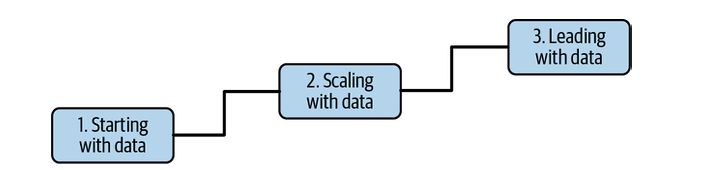 1. Starting
with data
2. Scaling
with data
3. Leading
with data